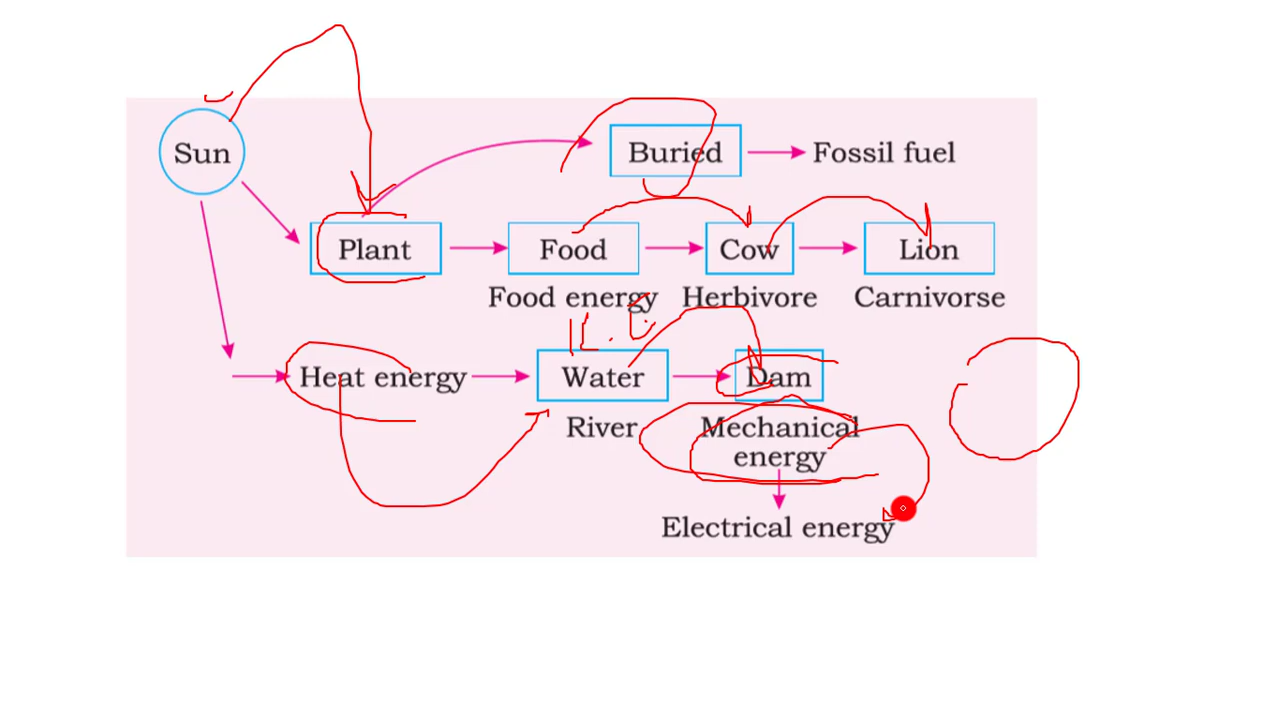 Sun
Buried Fossil fuel
Plant Food Cow Lion
Food energy Herbivore Carnivorse
Heat energy Water Dam
River Mechanical
energy
Electrical energy